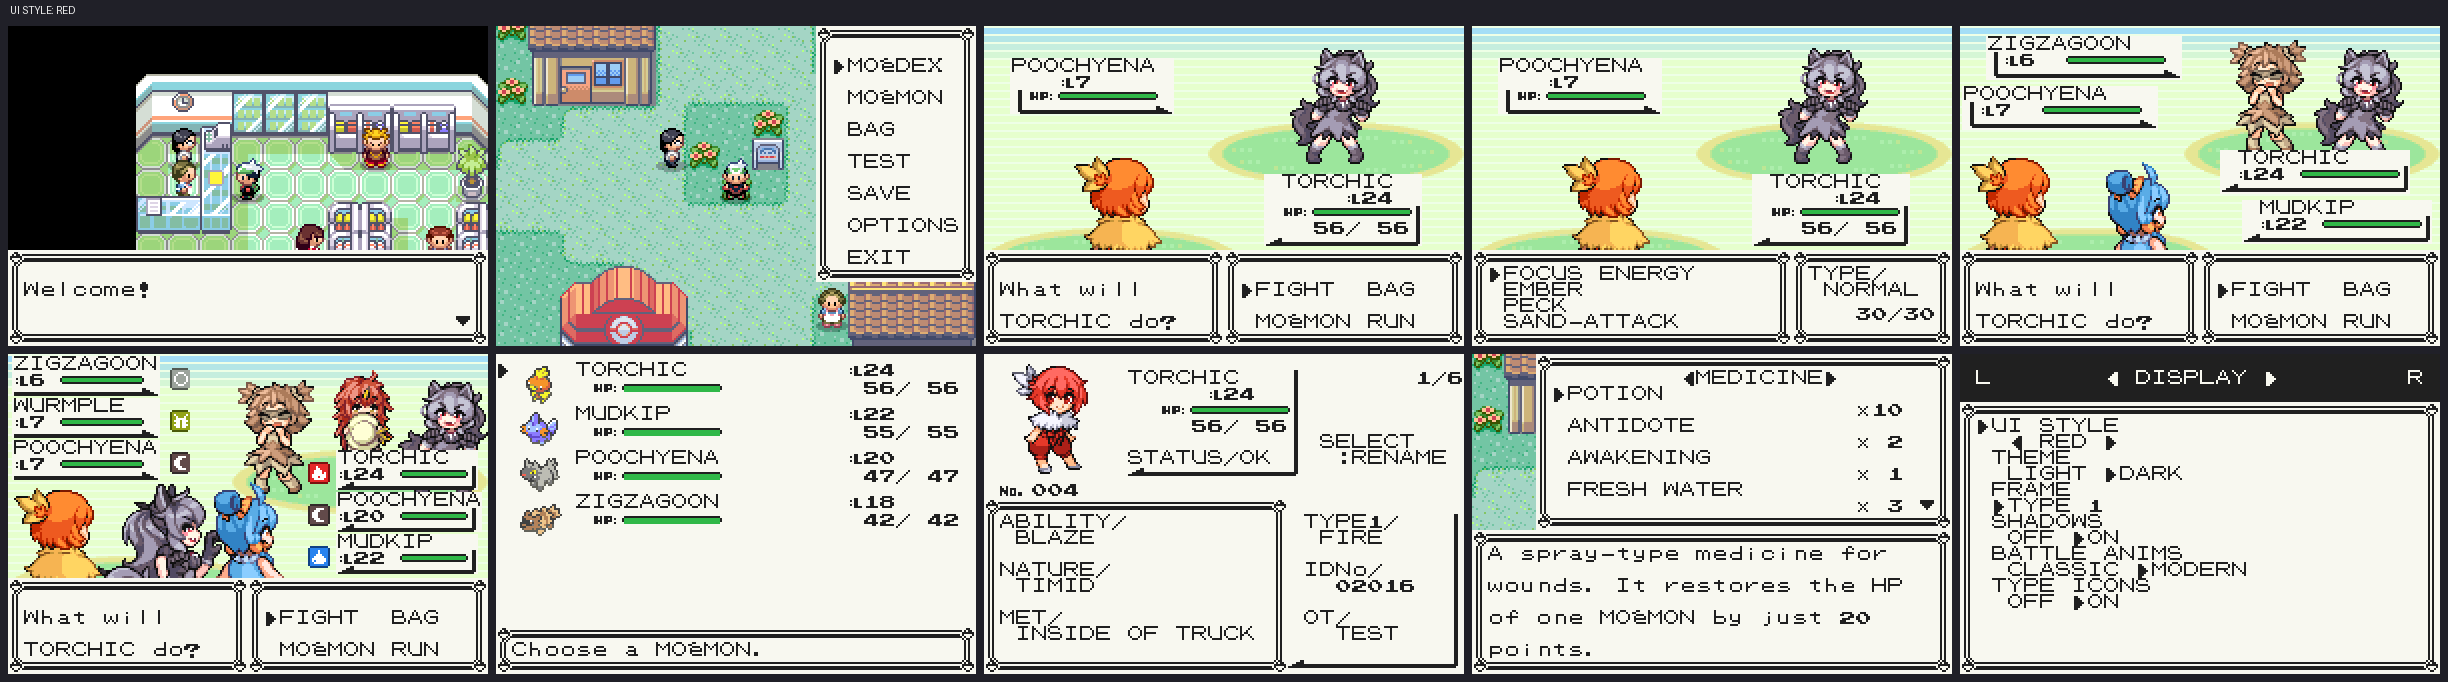 UI STYLE: RED
Welcome!
MOéDEX
MOéMON
BAG
TEST
SAVE
OPTIONS
EXIT
POOCHYENA
:L7
HP:
TORCHIC
:L24
HP:
56/ 56
What will
TORCHIC do?
FIGHT BAG
MOéMON RUN
POOCHYENA
:L7
HP:
TORCHIC
:L24
HP:
56/ 56
FOCUS ENERGY
EMBER
PECK
SAND-ATTACK
TYPE/
NORMAL
30/30
ZIGZAGOON
:L6
POOCHYENA
:L7
TORCHIC
:L24
MUDKIP
:L22
What will
TORCHIC do?
FIGHT BAG
MOéMON RUN
ZIGZAGOON
:L6
WURMPLE
:L7
POOCHYENA
:L7
TORCHIC
:L24
POOCHYENA
:L20
MUDKIP
:L22
What will
TORCHIC do?
FIGHT BAG
MOéMON RUN
TORCHIC :L24
HP: 56/ 56
MUDKIP :L22
HP: 55/ 55
POOCHYENA :L20
HP: 47/ 47
ZIGZAGOON :L18
HP: 42/ 42
Choose a MOéMON.
TORCHIC
:L24
HP:
56/ 56
STATUS/OK
No. 004
1/6
SELECT
:RENAME
ABILITY/
BLAZE
NATURE/
TIMID
MET/
INSIDE OF TRUCK
TYPE1/
FIRE
IDNo/
02016
OT/
TEST
MEDICINE
POTION
x10
ANTIDOTE
x 2
AWAKENING
x 1
FRESH WATER
x 3
A spray-type medicine for
wounds. It restores the HP
of one MOéMON by just 20
points.
L DISPLAY R
UI STYLE
RED
THEME
LIGHT DARK
FRAME
TYPE 1
SHADOWS
OFF ON
BATTLE ANIMS
CLASSIC MODERN
TYPE ICONS
OFF ON